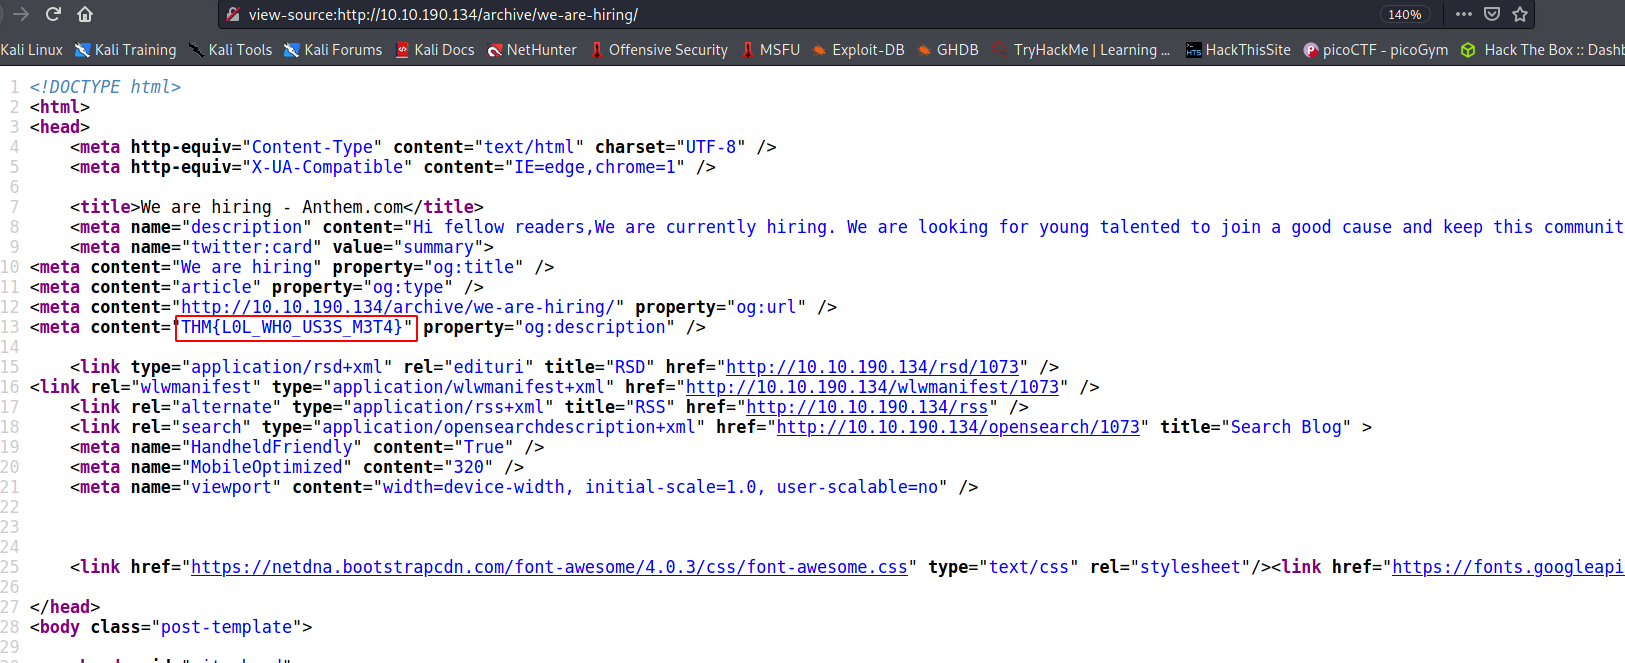 view-source:http://10.10.190.134/archive/we-are-hiring/ 140%
Kali Linux Kali Training Kali Tools Kali Forums Kali Docs NetHunter Offensive Security MSFU Exploit-DB GHDB TryHackMe | Learning ... HackThisSite picoCTF - picoGym Hack The Box :: Dashb
1 <!DOCTYPE html>
2 <html>
3 <head>
4 <meta http-equiv="Content-Type" content="text/html" charset="UTF-8" />
5 <meta http-equiv="X-UA-Compatible" content="IE=edge,chrome=1" />
6
7 <title>We are hiring - Anthem.com</title>
8 <meta name="description" content="Hi fellow readers,We are currently hiring. We are looking for young talented to join a good cause and keep this communit
9 <meta name="twitter:card" value="summary">
10 <meta content="We are hiring" property="og:title" />
11 <meta content="article" property="og:type" />
12 <meta content="http://10.10.190.134/archive/we-are-hiring/" property="og:url" />
13 <meta content="THM{L0L_WH0_US3S_M3T4}" property="og:description" />
14
15 <link type="application/rsd+xml" rel="edituri" title="RSD" href="http://10.10.190.134/rsd/1073" />
16 <link rel="wlwmanifest" type="application/wlwmanifest+xml" href="http://10.10.190.134/wlwmanifest/1073" />
17 <link rel="alternate" type="application/rss+xml" title="RSS" href="http://10.10.190.134/rss" />
18 <link rel="search" type="application/opensearchdescription+xml" href="http://10.10.190.134/opensearch/1073" title="Search Blog" >
19 <meta name="HandheldFriendly" content="True" />
20 <meta name="MobileOptimized" content="320" />
21 <meta name="viewport" content="width=device-width, initial-scale=1.0, user-scalable=no" />
22
23
24
25 <link href="https://netdna.bootstrapcdn.com/font-awesome/4.0.3/css/font-awesome.css" type="text/css" rel="stylesheet"/><link href="https://fonts.googleapi
26
27 </head>
28 <body class="post-template">
29